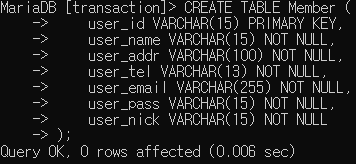 MariaDB [transaction]> CREATE TABLE Member (
    ->     user_id VARCHAR(15) PRIMARY KEY,
    ->     user_name VARCHAR(15) NOT NULL,
    ->     user_addr VARCHAR(100) NOT NULL,
    ->     user_tel VARCHAR(13) NOT NULL,
    ->     user_email VARCHAR(255) NOT NULL,
    ->     user_pass VARCHAR(15) NOT NULL,
    ->     user_nick VARCHAR(15) NOT NULL
    -> );
Query OK, 0 rows affected (0.006 sec)